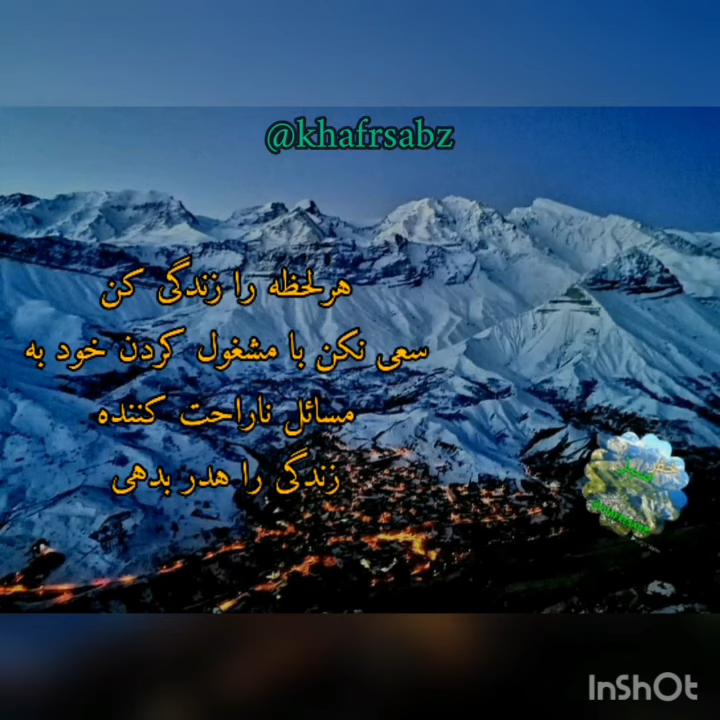 @khafrsabz
هرلحظه را زندگی کن
سعی نکن با مشغول کردن خود به
مسائل ناراحت کننده
زندگی را هدر بدهی
InShOt